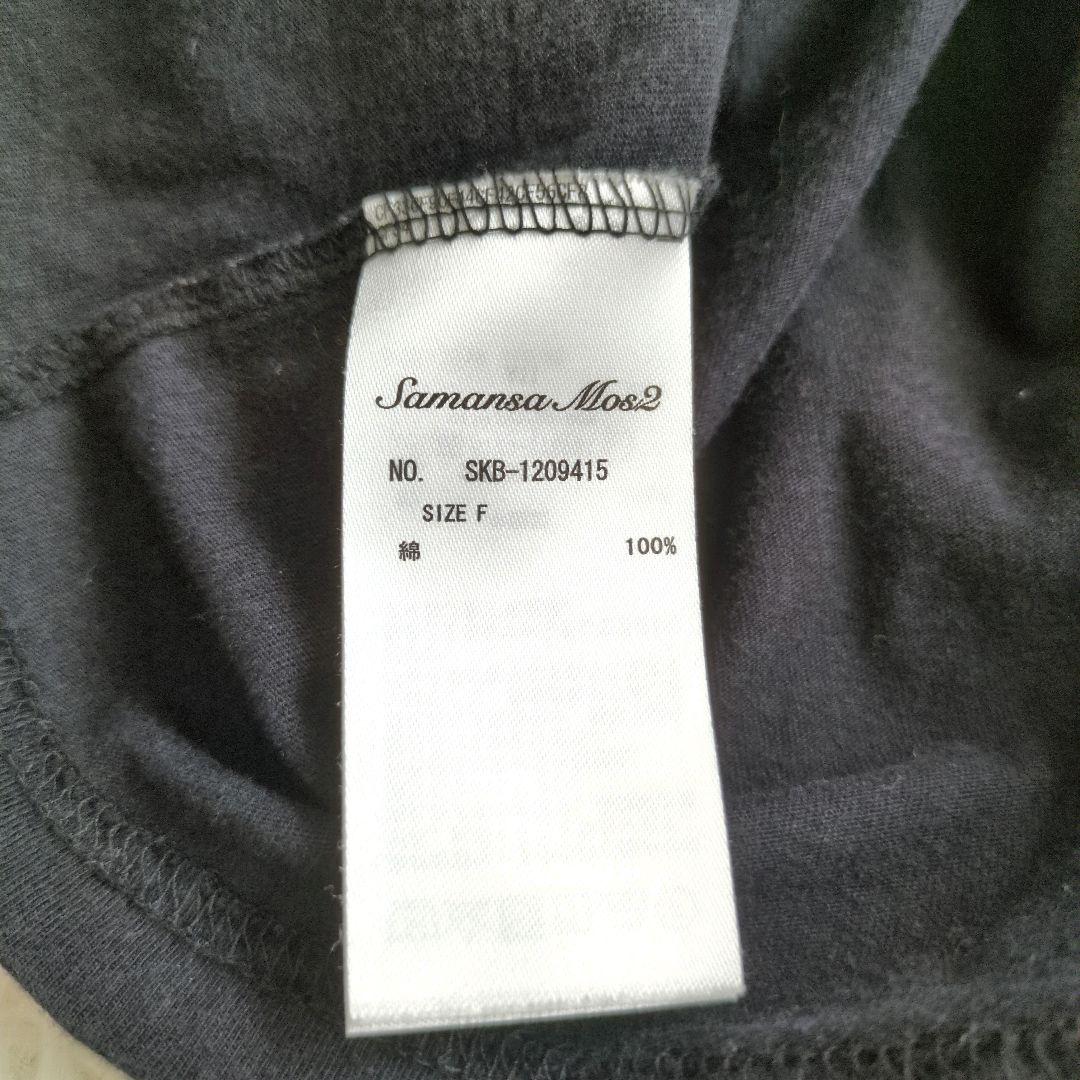 Samansa Mos2
NO. SKB-1209415
SIZE F
綿 100%